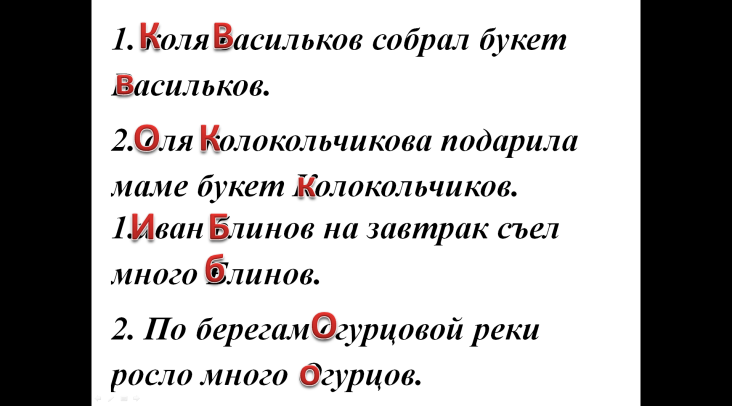 1. Коля Васильков собрал букет
васильков.
2. Оля Колокольчикова подарила
маме букет колокольчиков.
1. Иван Блинов на завтрак съел
много блинов.
2. По берегам Огурцовой реки
росло много огурцов.